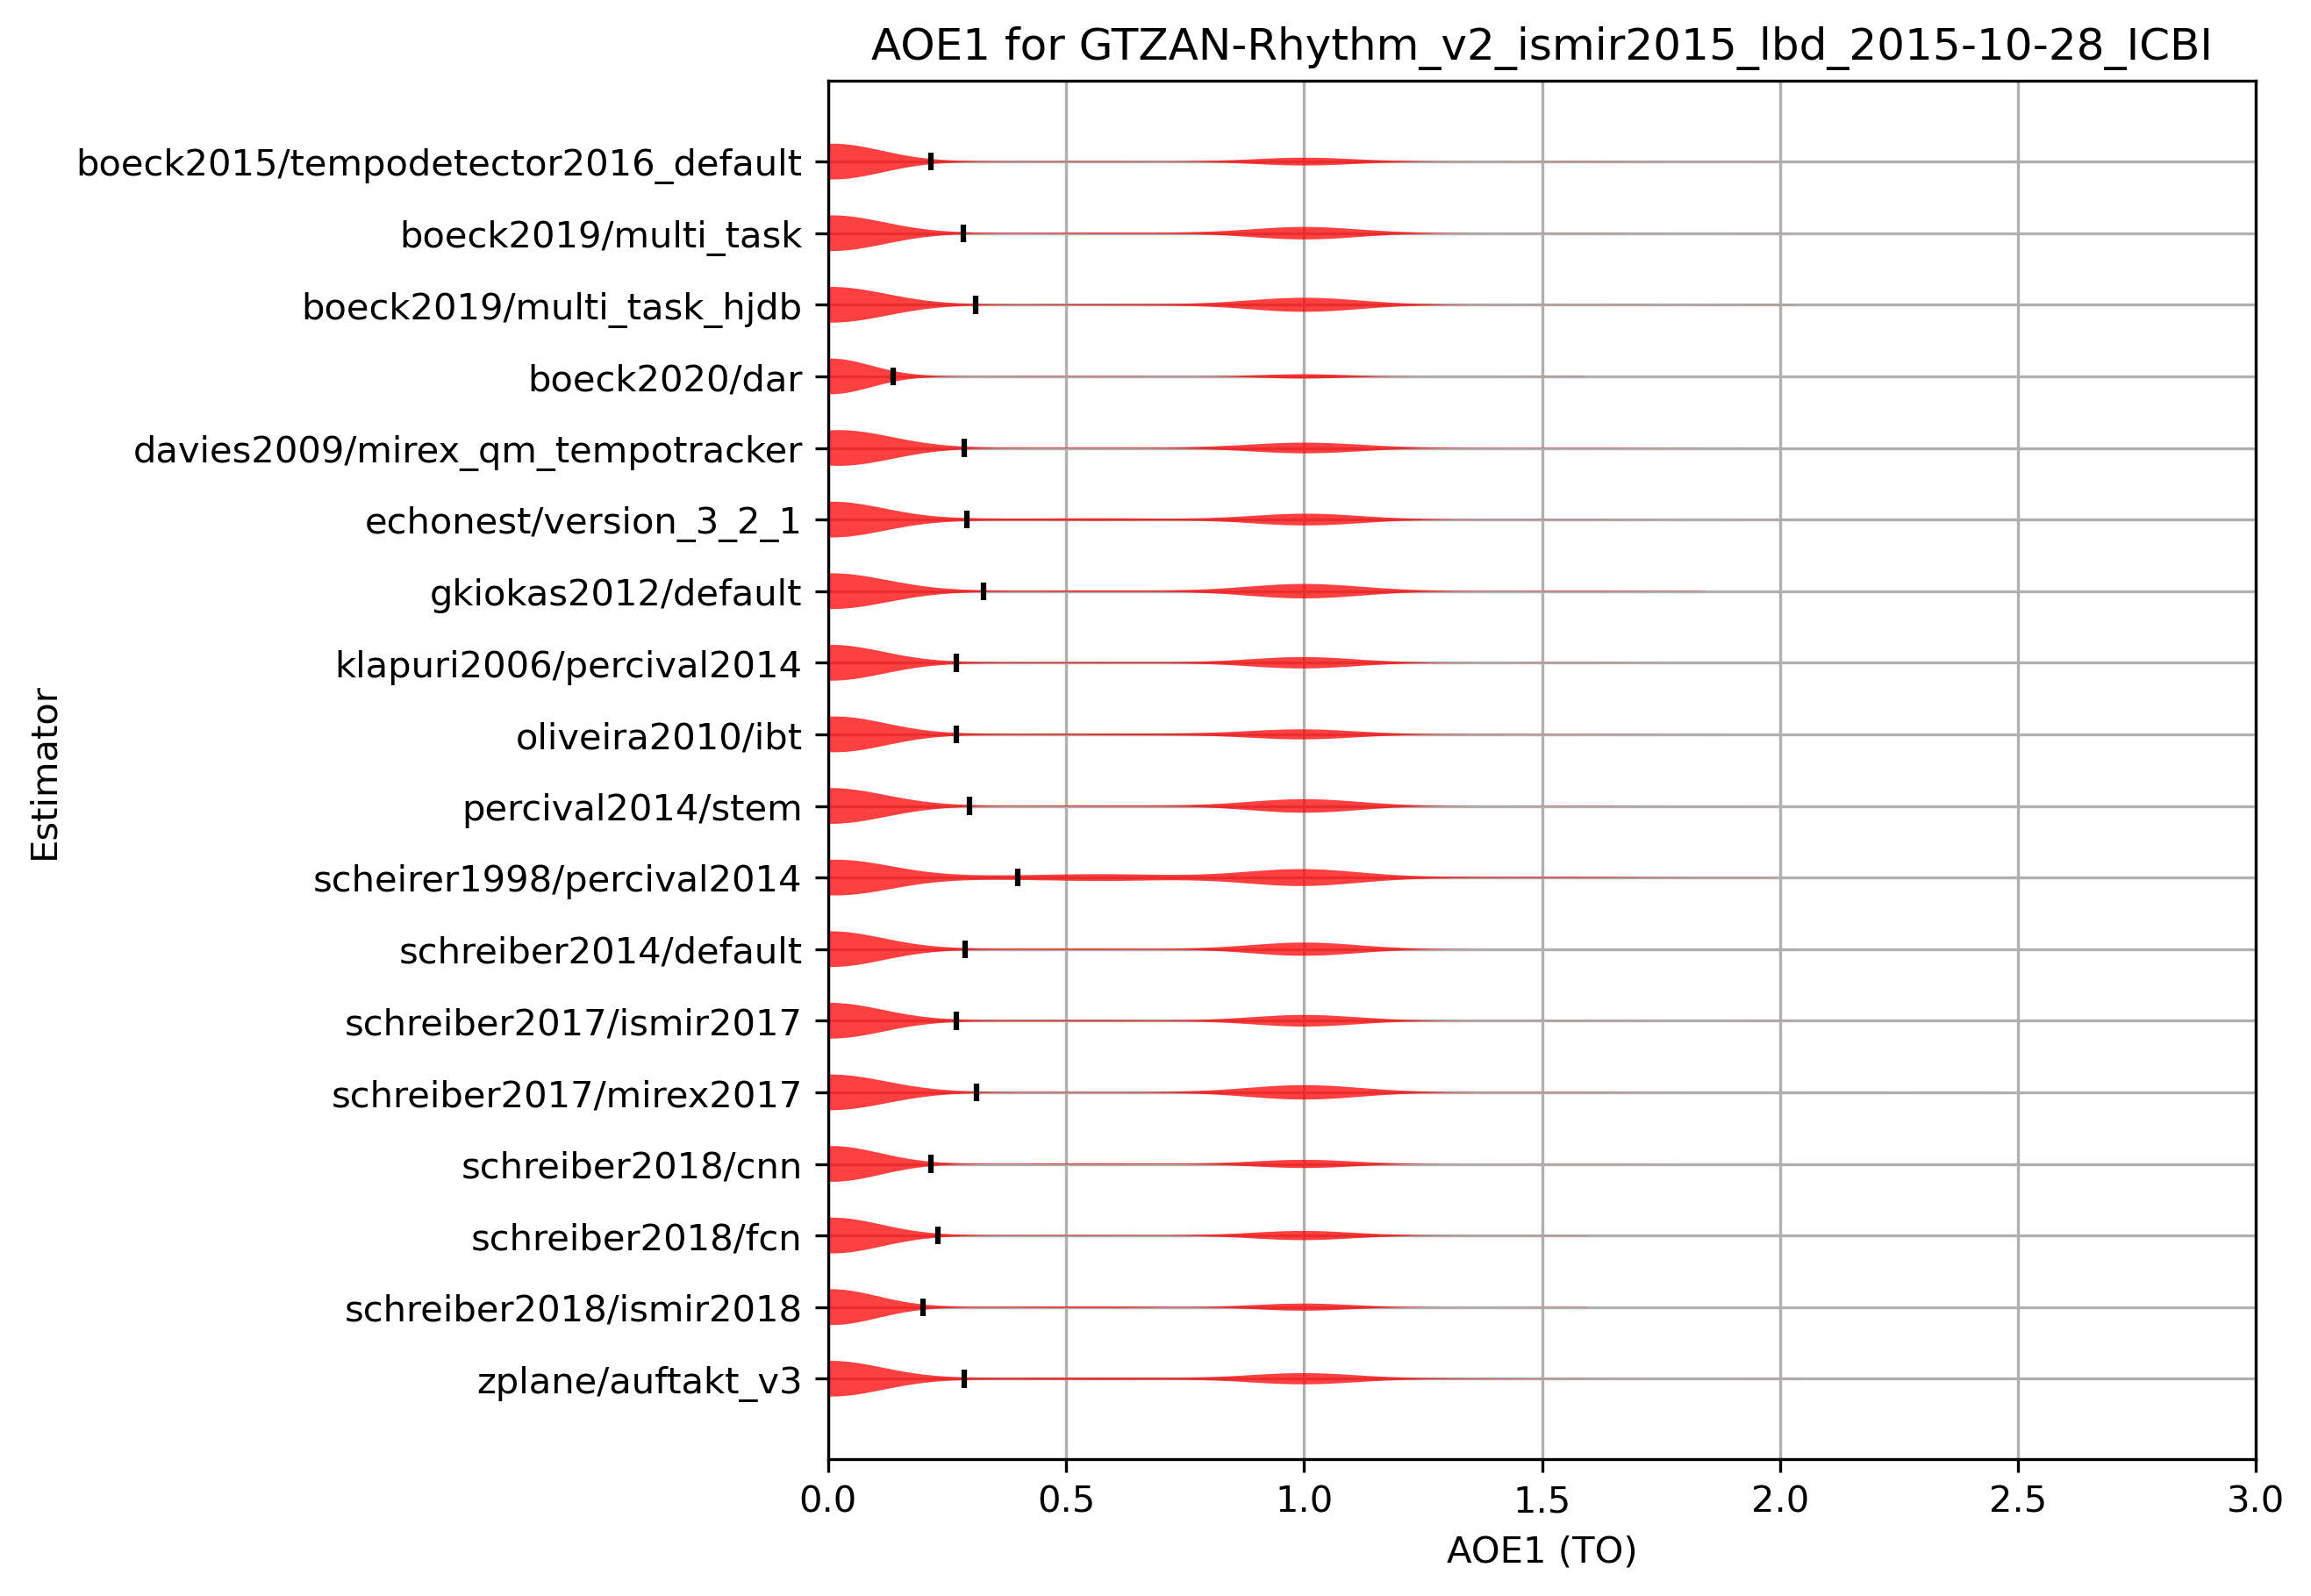 AOE1 for GTZAN-Rhythm_v2_ismir2015_lbd_2015-10-28_ICBI
boeck2015/tempodetector2016_default
boeck2019/multi_task
boeck2019/multi_task_hjdb
boeck2020/dar
davies2009/mirex_qm_tempotracker
echonest/version_3_2_1
gkiokas2012/default
klapuri2006/percival2014
oliveira2010/ibt
percival2014/stem
scheirer1998/percival2014
schreiber2014/default
schreiber2017/ismir2017
schreiber2017/mirex2017
schreiber2018/cnn
schreiber2018/fcn
schreiber2018/ismir2018
zplane/auftakt_v3
Estimator
0.0 0.5 1.0 1.5 2.0 2.5 3.0
AOE1 (TO)